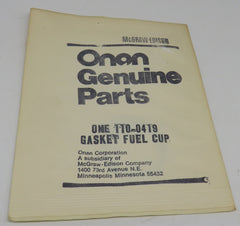 McGRAW-EDISON
Onan
Genuine
Parts
ONE 110-0419
GASKET FUEL CUP
Onan Corporation
A subsidiary of
McGraw-Edison Company
1400 73rd Avenue N.E.
Minneapolis Minnesota 55432